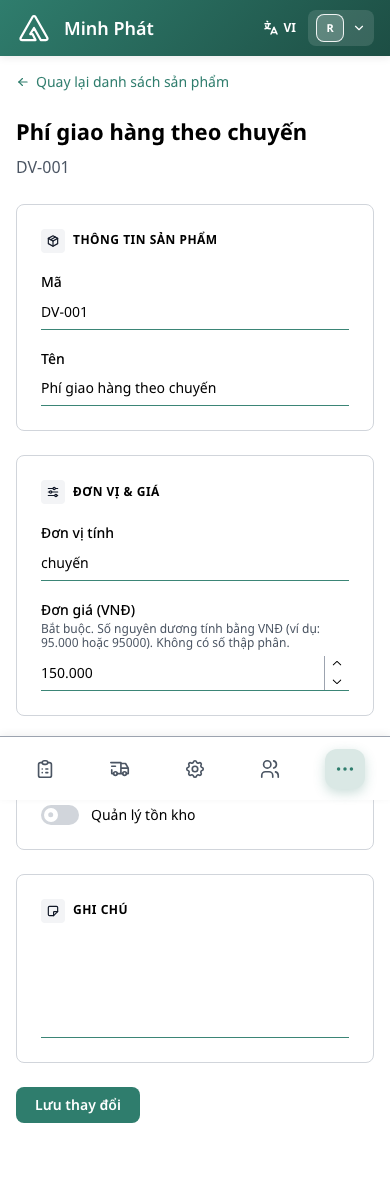 Minh Phát
VI
R
Quay lại danh sách sản phẩm
Phí giao hàng theo chuyến
DV-001
THÔNG TIN SẢN PHẨM
Mã
DV-001
Tên
Phí giao hàng theo chuyến
ĐƠN VỊ & GIÁ
Đơn vị tính
chuyến
Đơn giá (VNĐ)
Bắt buộc. Số nguyên dương tính bằng VNĐ (ví dụ:
95.000 hoặc 95000). Không có số thập phân.
150.000
Quản lý tồn kho
GHI CHÚ
Lưu thay đổi